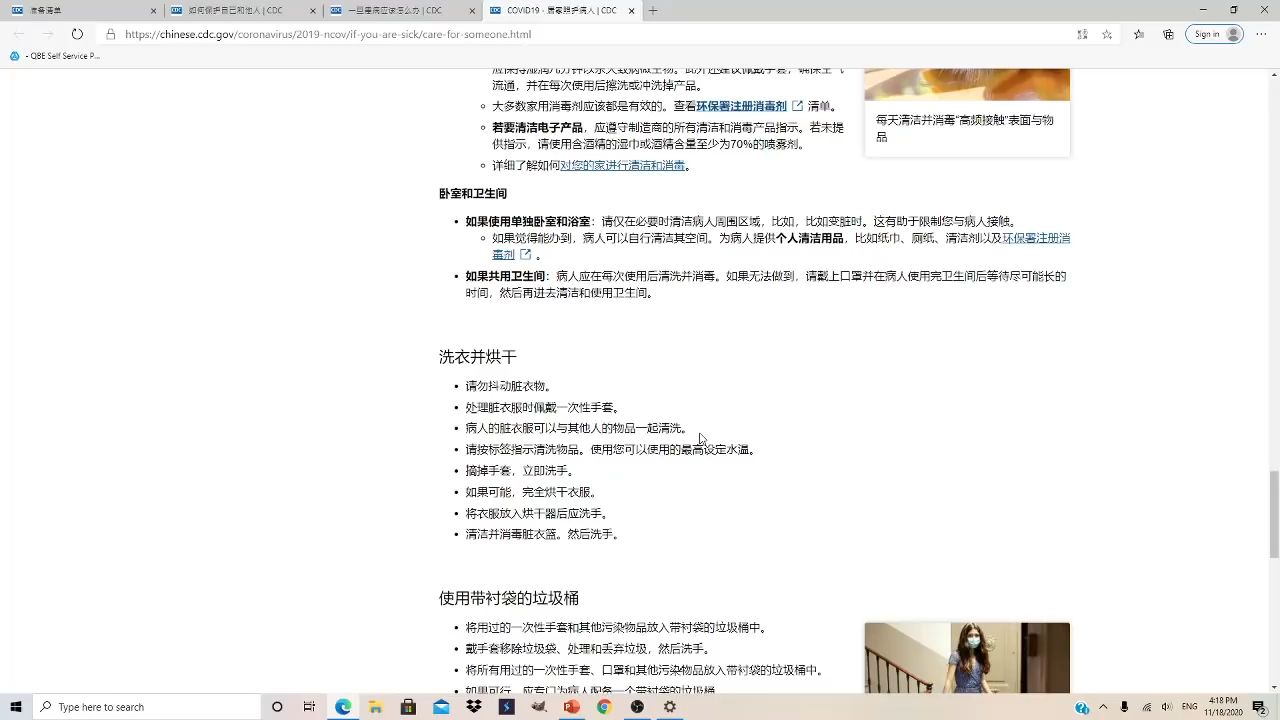 准备清单
如何保护自己和他人 | CDC
一旦患病应该怎么办 | CDC
COVID19 - 居家照护病人 | CDC
https://chinese.cdc.gov/coronavirus/2019-ncov/if-you-are-sick/care-for-someone.html
Sign in
- QBE Self Service P...
流通，并在每次使用后擦洗或冲洗掉产品。
大多数家用消毒剂应该都是有效的。查看环保署注册消毒剂 清单。
若要清洁电子产品，应遵守制造商的所有清洁和消毒产品指示。若未提
供指示，请使用含酒精的湿巾或酒精含量至少为70%的喷雾剂。
详细了解如何对您的家进行清洁和消毒。
每天清洁并消毒“高频接触”表面与物
品
卧室和卫生间
如果使用单独卧室和浴室：请仅在必要时清洁病人周围区域，比如，比如变脏时。这有助于限制您与病人接触。
如果觉得能办到，病人可以自行清洁其空间。为病人提供个人清洁用品，比如纸巾、厕纸、清洁剂以及环保署注册消
毒剂 。
如果共用卫生间：病人应在每次使用后清洗并消毒。如果无法做到，请戴上口罩并在病人使用完卫生间后等待尽可能长的
时间，然后再进去清洁和使用卫生间。
洗衣并烘干
请勿抖动脏衣物。
处理脏衣服时佩戴一次性手套。
病人的脏衣服可以与其他人的物品一起清洗。
请按标签指示清洗物品。使用您可以使用的最高设定水温。
摘掉手套，立即洗手。
如果可能，完全烘干衣服。
将衣服放入烘干器后应洗手。
清洁并消毒脏衣篮。然后洗手。
使用带衬袋的垃圾桶
将用过的一次性手套和其他污染物品放入带衬袋的垃圾桶中。
戴手套移除垃圾袋、处理和丢弃垃圾，然后洗手。
将所有用过的一次性手套、口罩和其他污染物品放入带衬袋的垃圾桶中。
如果可行，应专门为病人配备一个带衬袋的垃圾桶
Type here to search
ENG
4:18 PM
11/18/2020